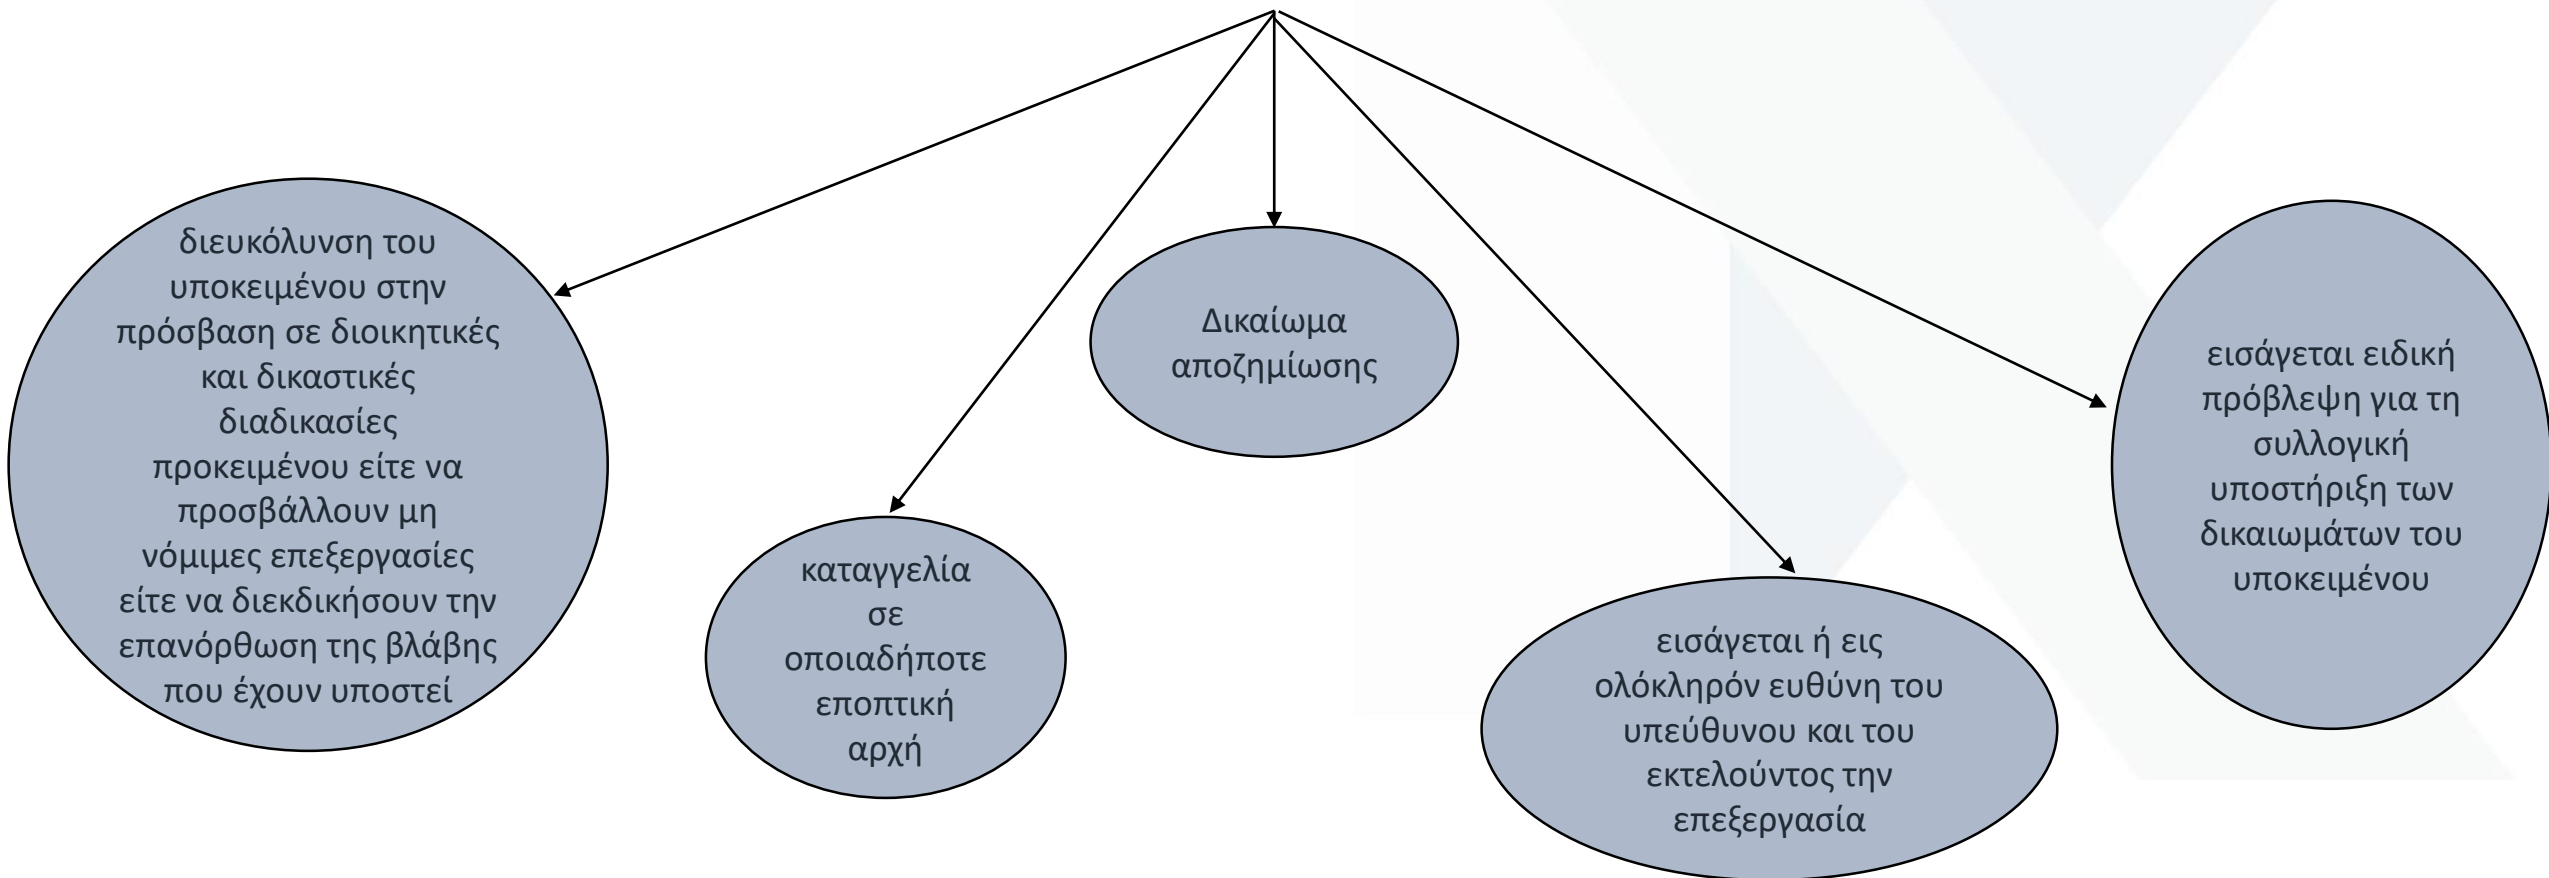 διευκόλυνση του
υποκειμένου στην
πρόσβαση σε διοικητικές
και δικαστικές
διαδικασίες
προκειμένου είτε να
προσβάλλουν μη
νόμιμες επεξεργασίες
είτε να διεκδικήσουν την
επανόρθωση της βλάβης
που έχουν υποστεί
καταγγελία
σε
οποιαδήποτε
εποπτική
αρχή
Δικαίωμα
αποζημίωσης
εισάγεται ή εις
ολόκληρόν ευθύνη του
υπεύθυνου και του
εκτελούντος την
επεξεργασία
εισάγεται ειδική
πρόβλεψη για τη
συλλογική
υποστήριξη των
δικαιωμάτων του
υποκειμένου